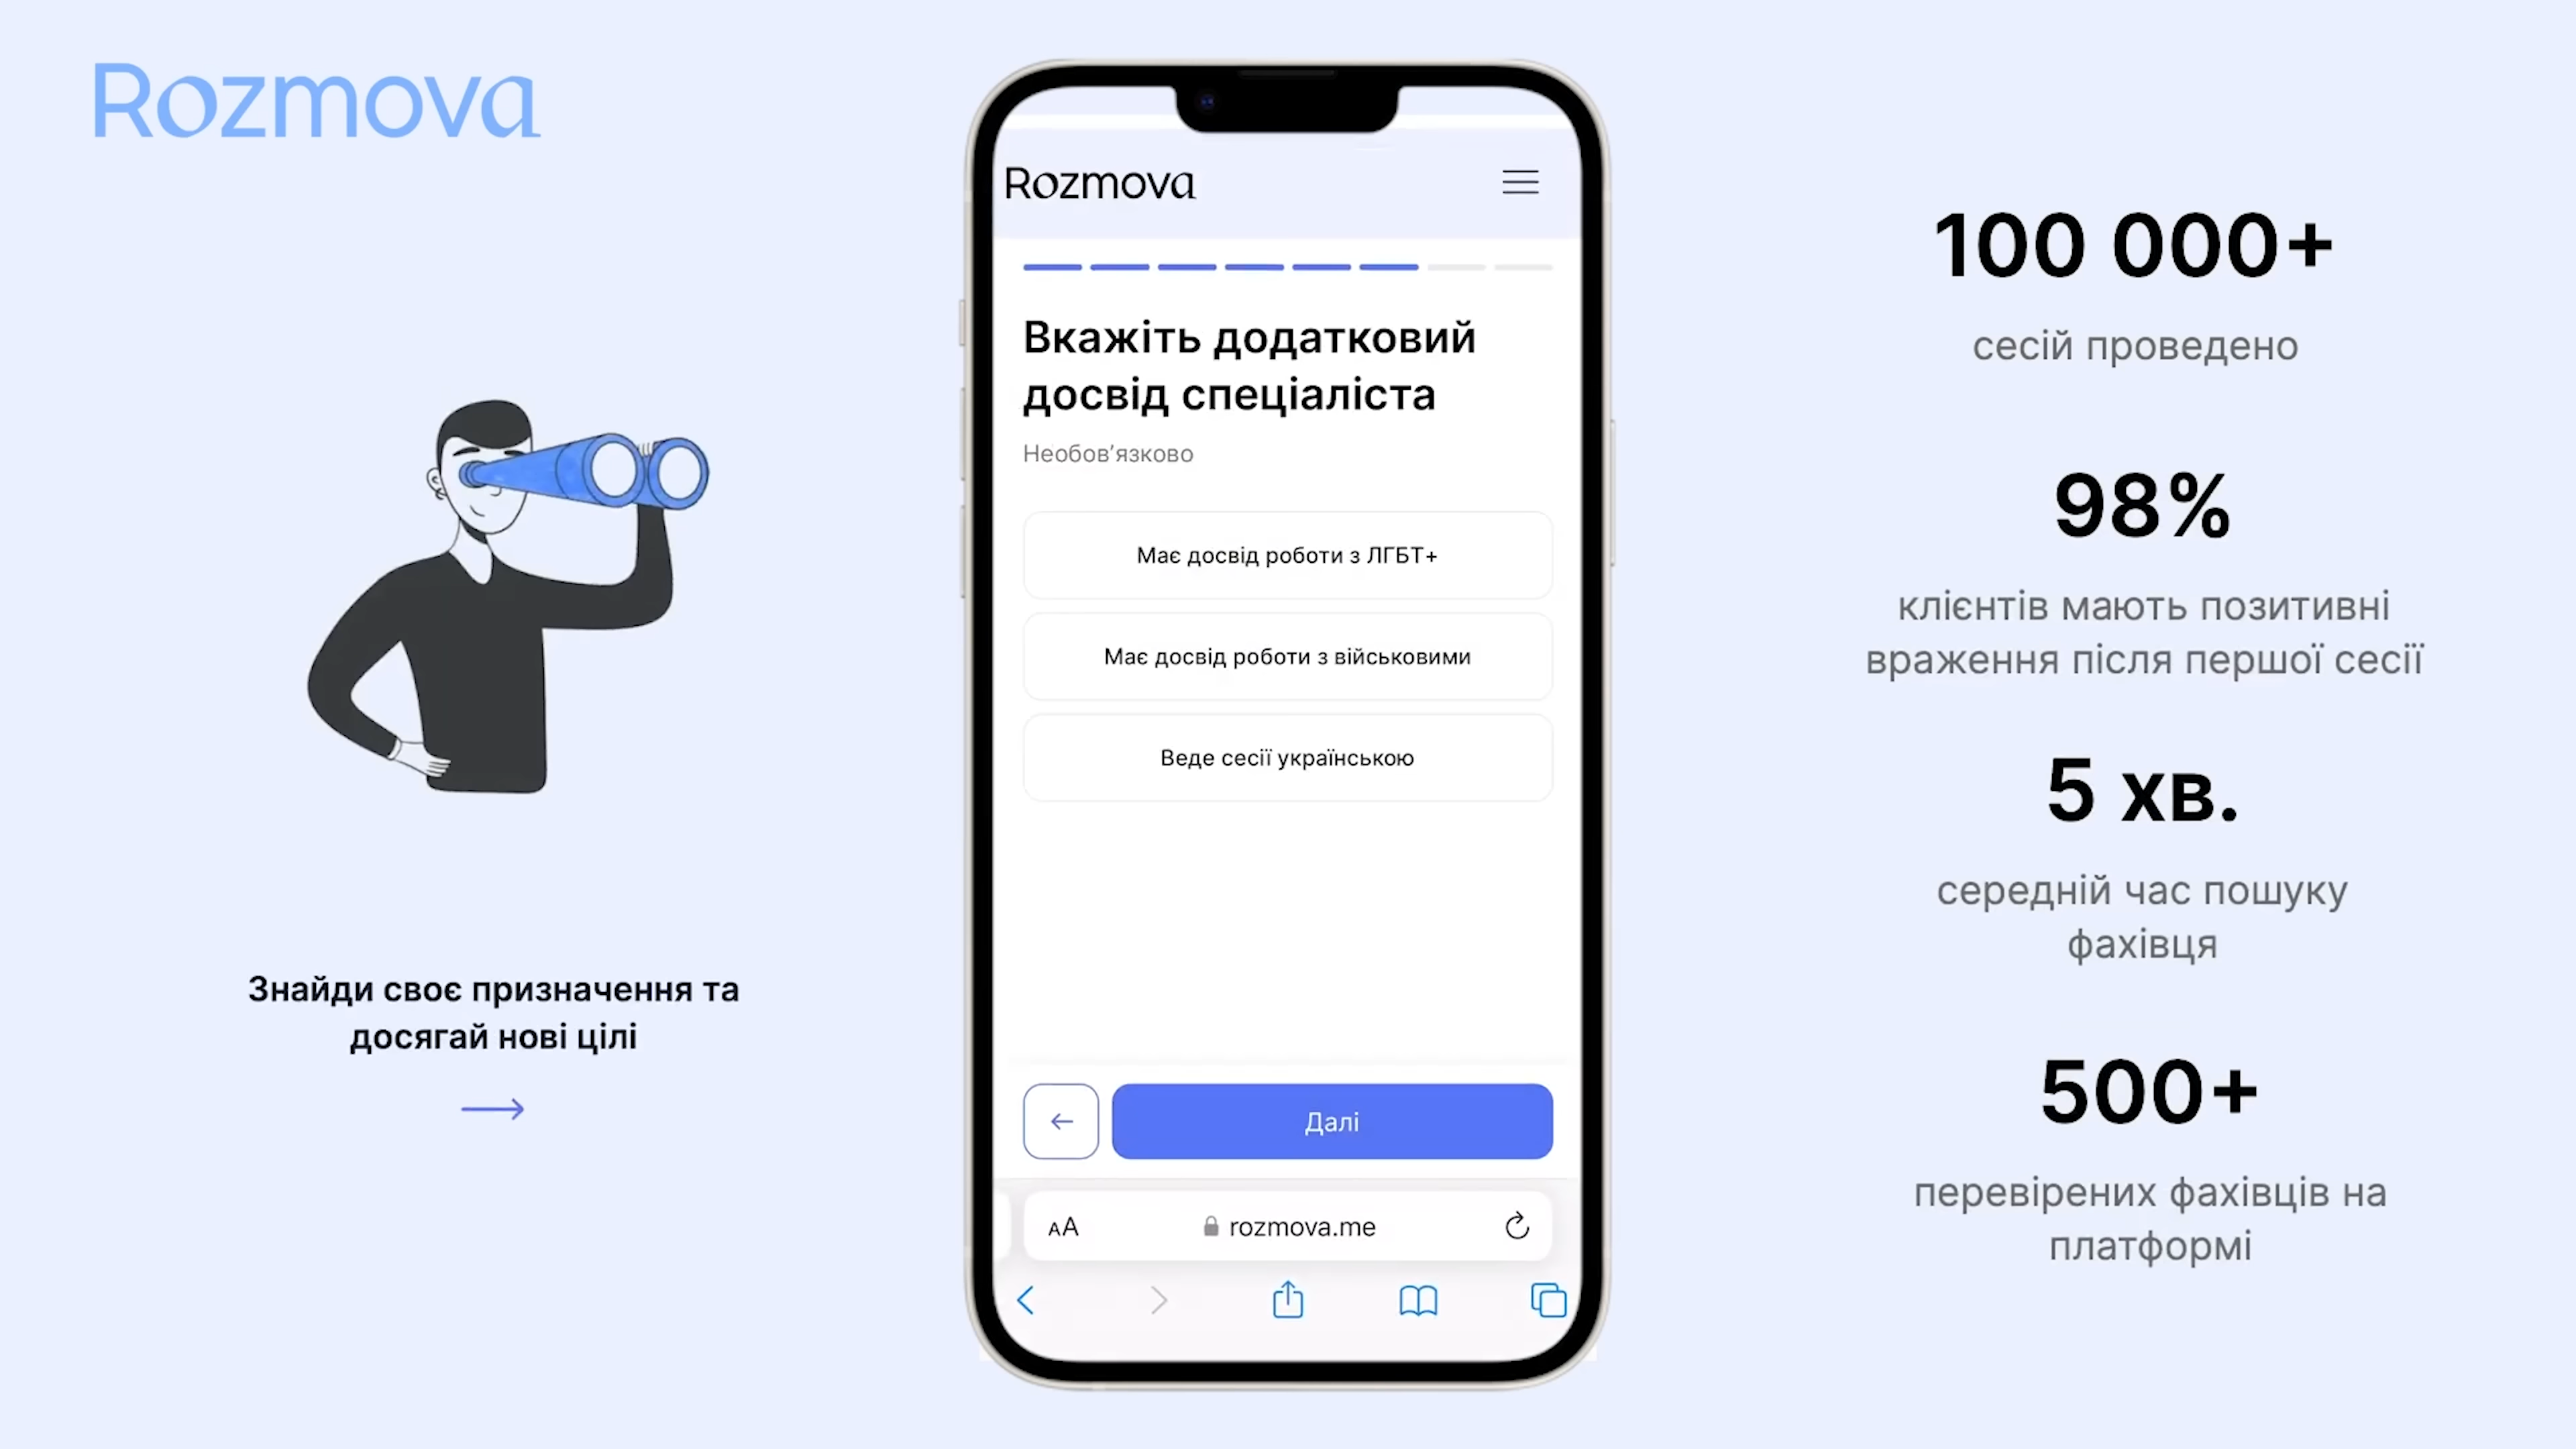 Rozmova
Знайди своє призначення та
досягай нові цілі
Rozmova
Вкажіть додатковий
досвід спеціаліста
Необов’язково
Має досвід роботи з ЛГБТ+
Має досвід роботи з військовими
Веде сесії українською
Далі
AA
rozmova.me
100 000+
сесій проведено
98%
клієнтів мають позитивні
враження після першої сесії
5 хв.
середній час пошуку
фахівця
500+
перевірених фахівців на
платформі